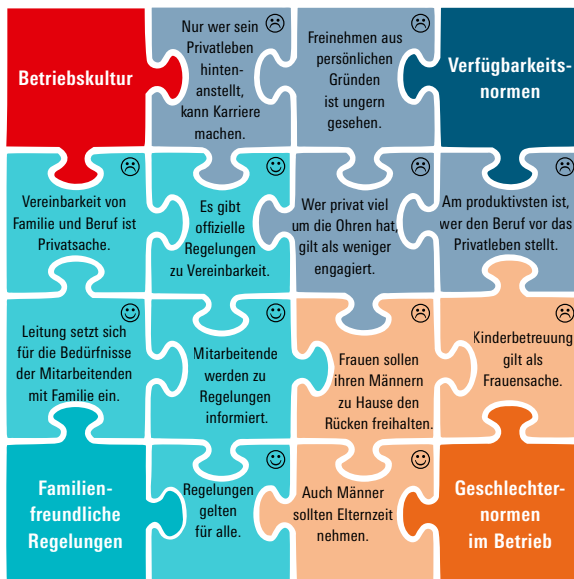 Betriebskultur
Nur wer sein
Privatleben
hinten-
anstellt,
kann Karriere
machen.
Freinehmen aus
persönlichen
Gründen
ist ungern
gesehen.
Verfügbarkeits-
normen
Vereinbarkeit von
Familie und Beruf ist
Privatsache.
Es gibt
offizielle
Regelungen
zu Vereinbarkeit.
Wer privat viel
um die Ohren hat,
gilt als weniger
engagiert.
Am produktivsten ist,
wer den Beruf vor das
Privatleben stellt.
Leitung setzt sich
für die Bedürfnisse
der Mitarbeitenden
mit Familie ein.
Mitarbeitende
werden zu
Regelungen
informiert.
Frauen sollen
ihren Männern
zu Hause den
Rücken freihalten.
Kinderbetreuung
gilt als
Frauensache.
Familien-
freundliche
Regelungen
Regelungen
gelten
für alle.
Auch Männer
sollten Elternzeit
nehmen.
Geschlechter-
normen
im Betrieb